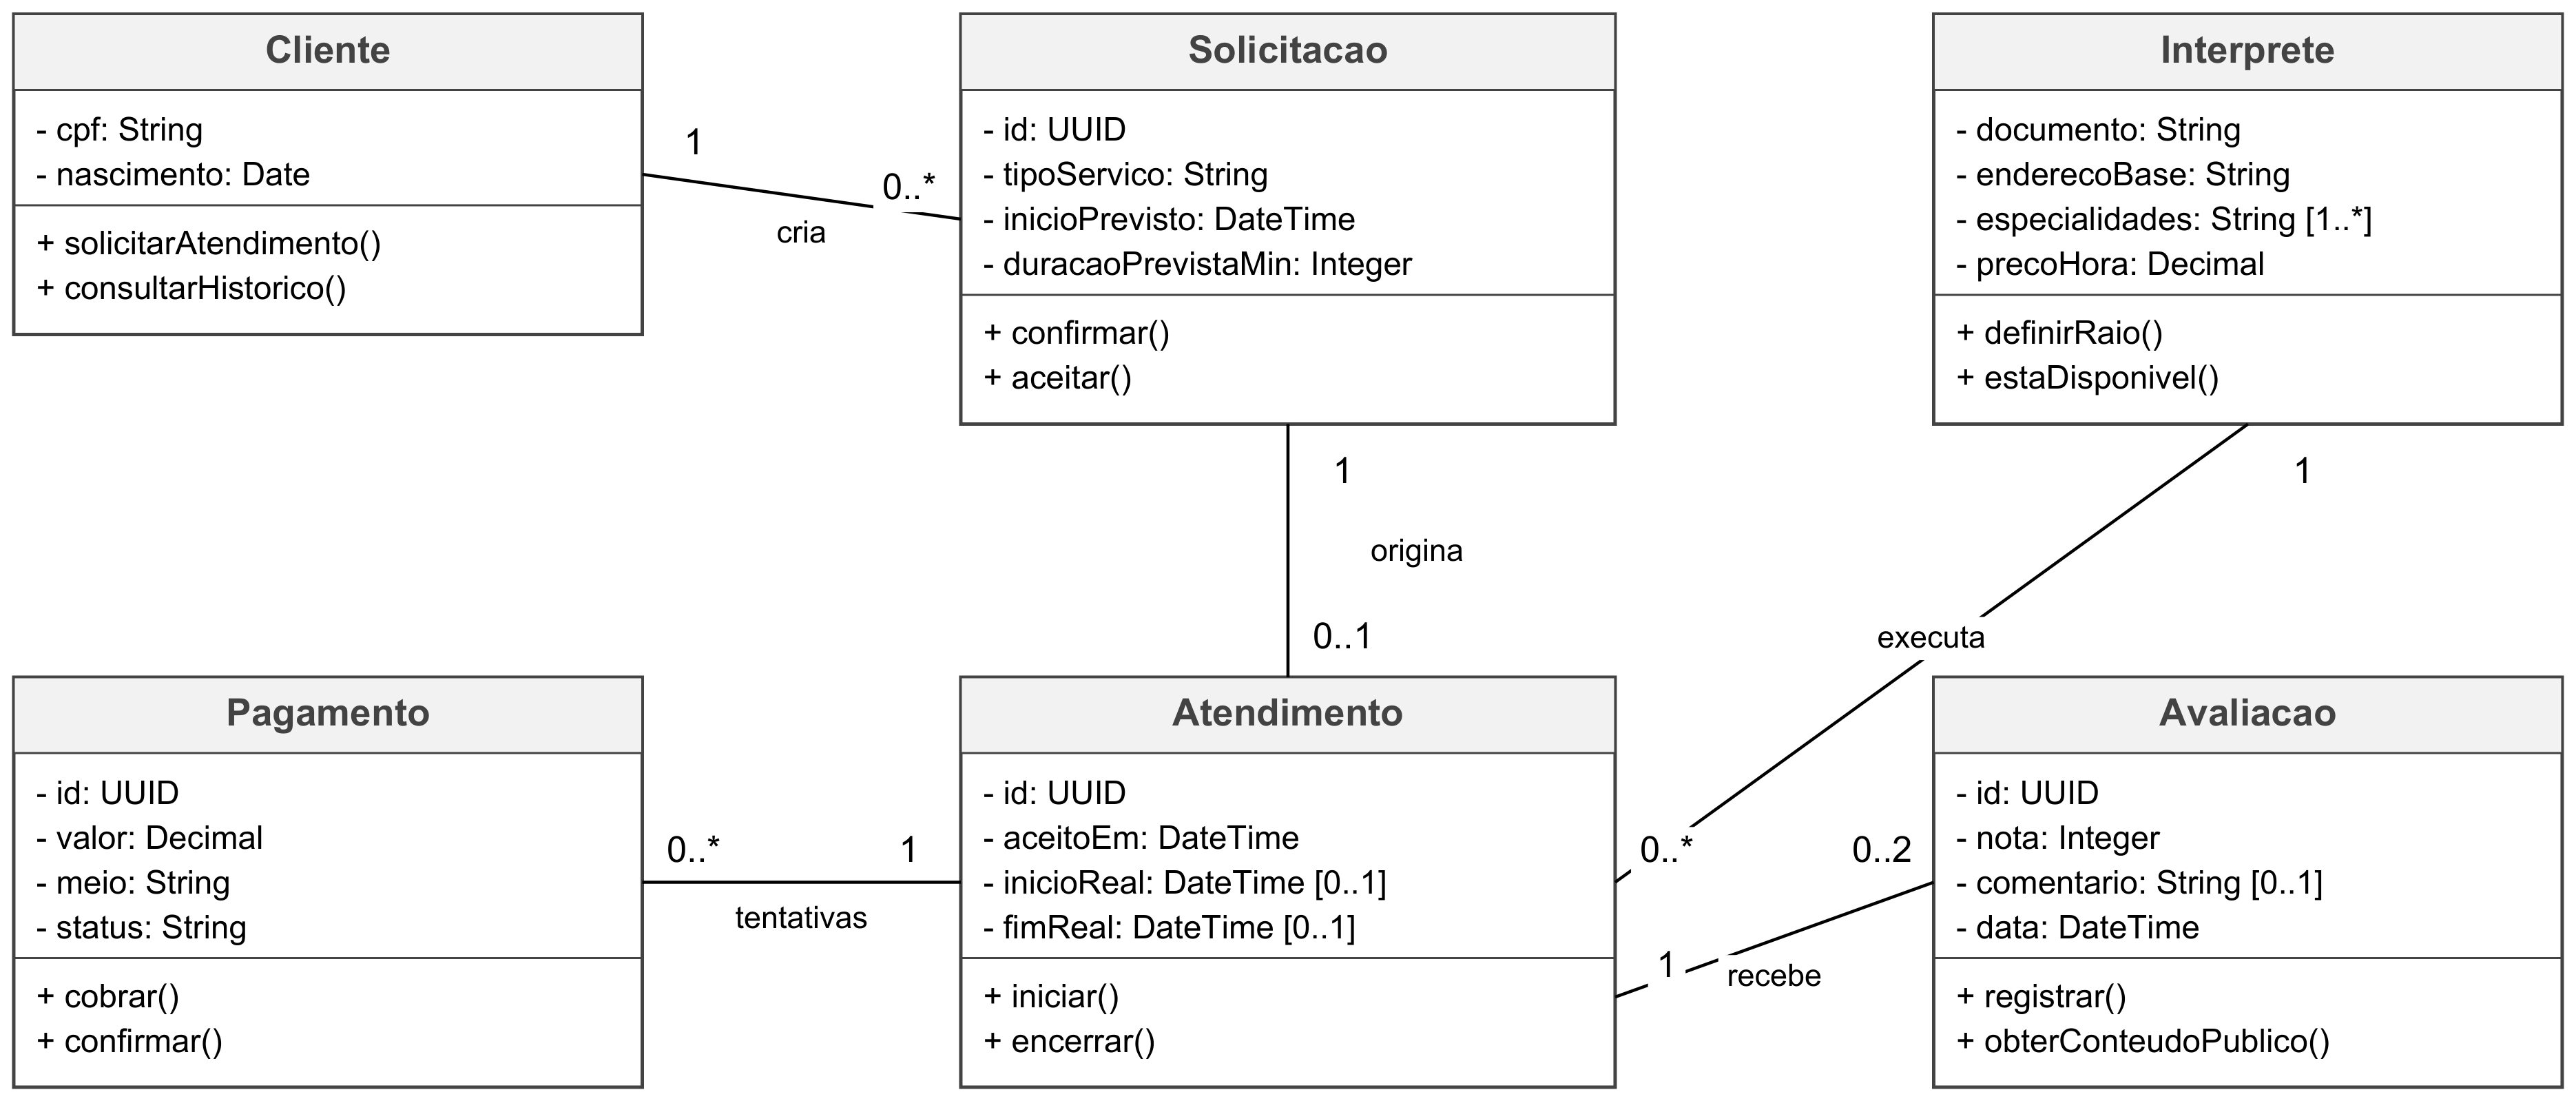 Cliente
- cpf: String
- nascimento: Date
+ solicitarAtendimento()
+ consultarHistorico()
1
0..*
cria
Solicitacao
- id: UUID
- tipoServico: String
- inicioPrevisto: DateTime
- duracaoPrevistaMin: Integer
+ confirmar()
+ aceitar()
Interprete
- documento: String
- enderecoBase: String
- especialidades: String [1..*]
- precoHora: Decimal
+ definirRaio()
+ estaDisponivel()
1
origina
0..1
1
executa
0..*
Pagamento
- id: UUID
- valor: Decimal
- meio: String
- status: String
+ cobrar()
+ confirmar()
0..*
1
tentativas
Atendimento
- id: UUID
- aceitoEm: DateTime
- inicioReal: DateTime [0..1]
- fimReal: DateTime [0..1]
+ iniciar()
+ encerrar()
0..2
1
recebe
Avaliacao
- id: UUID
- nota: Integer
- comentario: String [0..1]
- data: DateTime
+ registrar()
+ obterConteudoPublico()